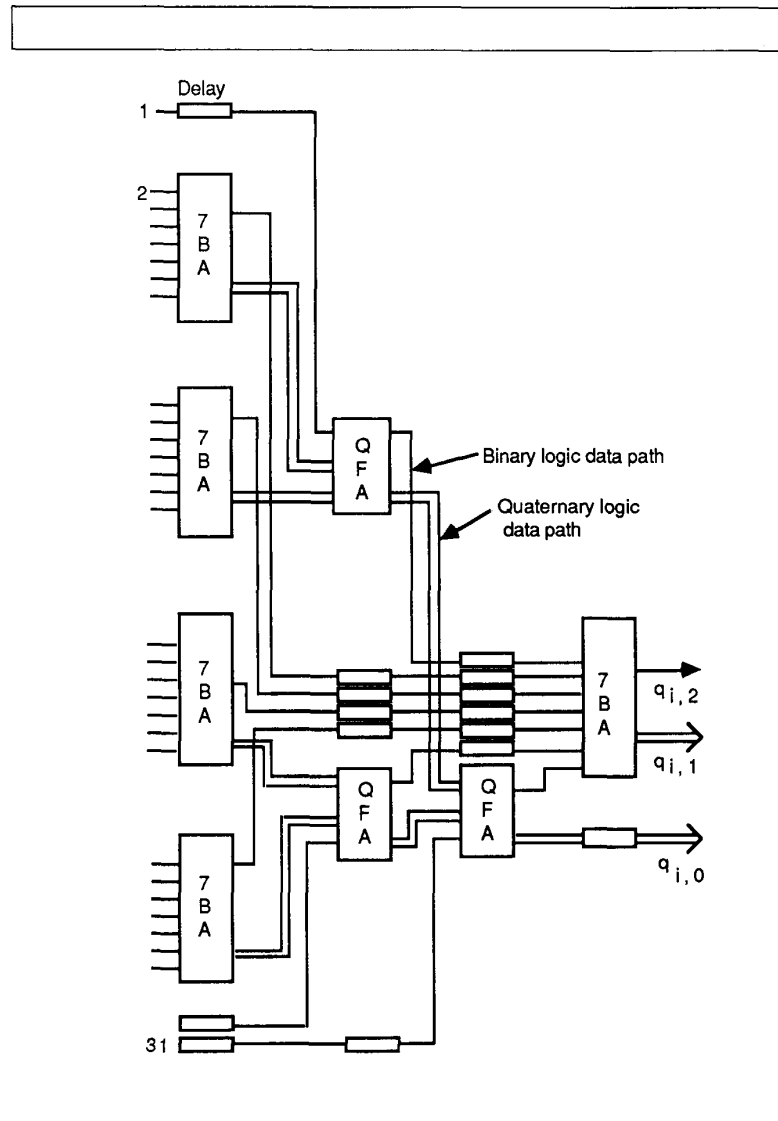 Delay
1
2
7
B
A
7
B
A
Q
F
A
Binary logic data path
Quaternary logic
data path
7
B
A
7
B
A
q i, 2
q i, 1
Q
F
A
Q
F
A
q i, 0
7
B
A
31